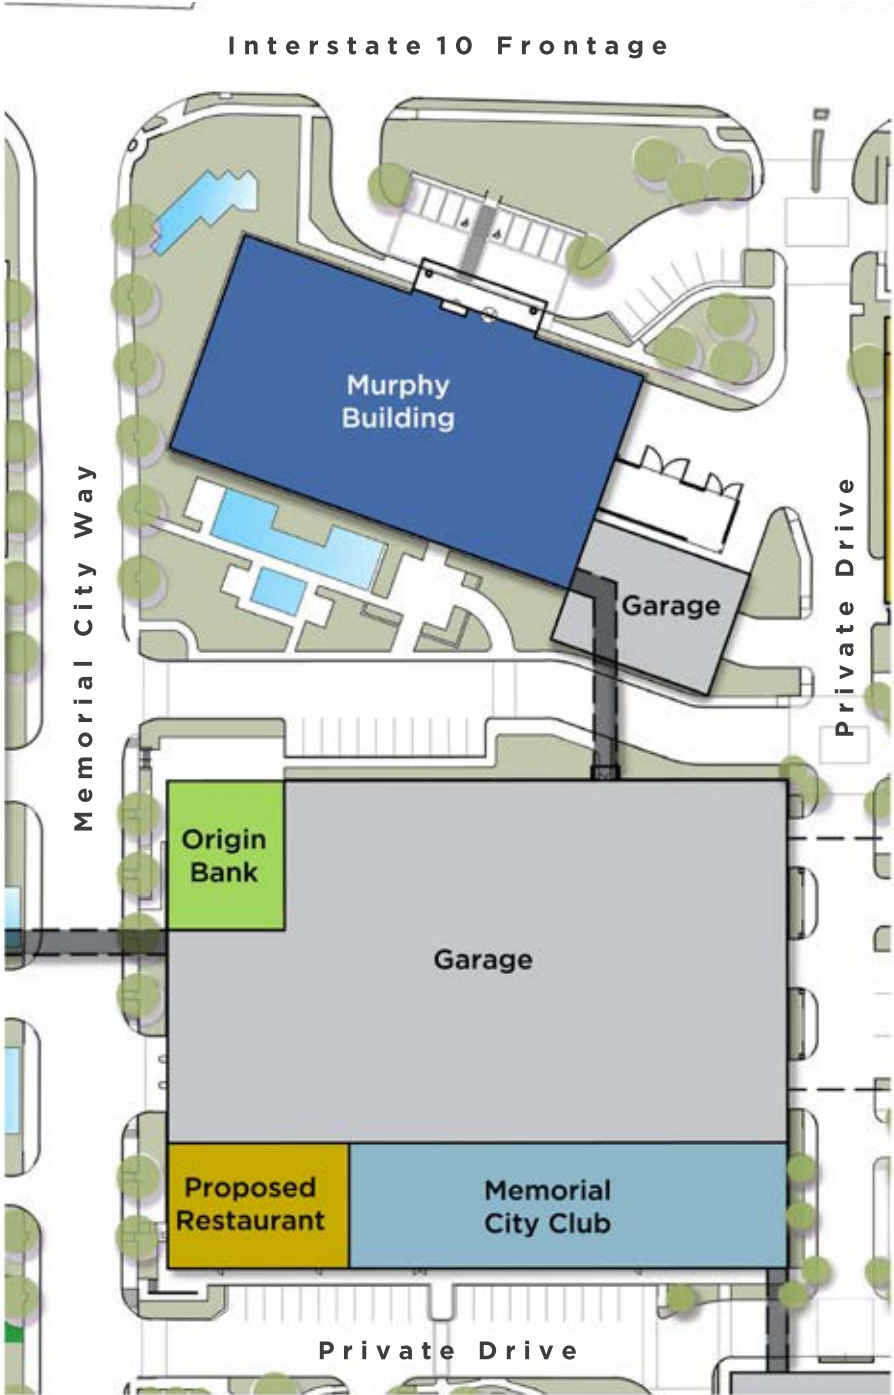 Interstate 10 Frontage
Murphy
Building
Memorial City Way
Private Drive
Garage
Origin
Bank
Garage
Proposed
Restaurant
Memorial
City Club
Private Drive